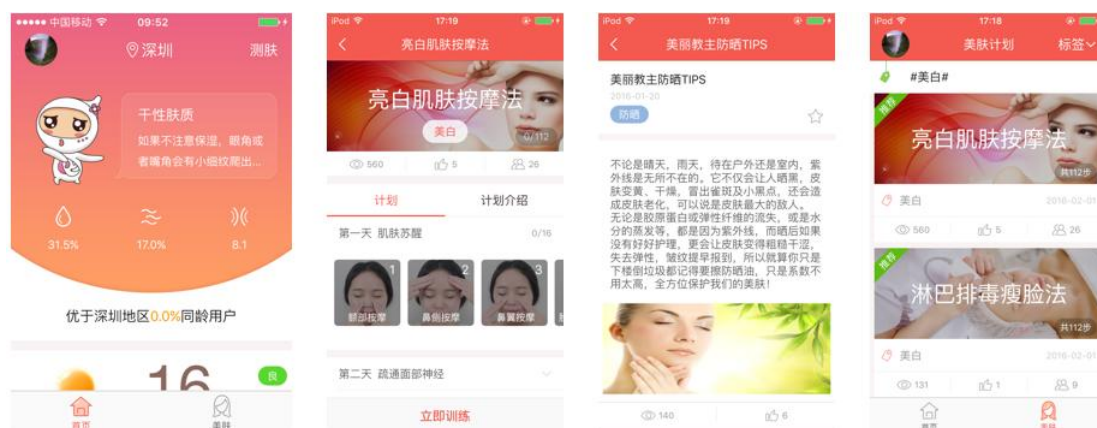 中国移动
09:52
深圳
测肤
干性肤质
如果不注意保湿，眼角或
者嘴角会有小细纹爬出...
31.5%
17.0%
8.1
优于深圳地区0.0%同龄用户
16
良
首页
美肤
iPod
17:19
亮白肌肤按摩法
亮白肌肤按摩法
美白
0/112
560
5
26
计划
计划介绍
第一天 肌肤苏醒
0/16
1
2
3
额部按摩
鼻侧按摩
鼻翼按摩
第二天 疏通面部神经
立即训练
iPod
17:19
美丽教主防晒TIPS
美丽教主防晒TIPS
2016-01-20
防晒
不论是晴天，雨天，待在户外还是室内，紫
外线是无所不在的。它不仅会让人晒黑，皮
肤变黄、干燥，冒出雀斑及小黑点，还会造
成皮肤老化，可以说是皮肤最大的敌人。
无论是胶原蛋白或弹性纤维的流失，或是水
分的蒸发等，都是因为紫外线，而晒后如果
没有好好护理，更会让皮肤变得粗糙干涩，
失去弹性，皱纹提早报到，所以就算你只是
下楼倒垃圾都记得要擦防晒油，只是系数不
用太高，全方位保护我们的美肤！
140
6
iPod
17:18
美肤计划
标签
#美白#
推荐
亮白肌肤按摩法
共112步
美白
2016-02-01
560
5
26
推荐
淋巴排毒瘦脸法
共112步
美白
2016-02-01
131
1
9
首页
美肤